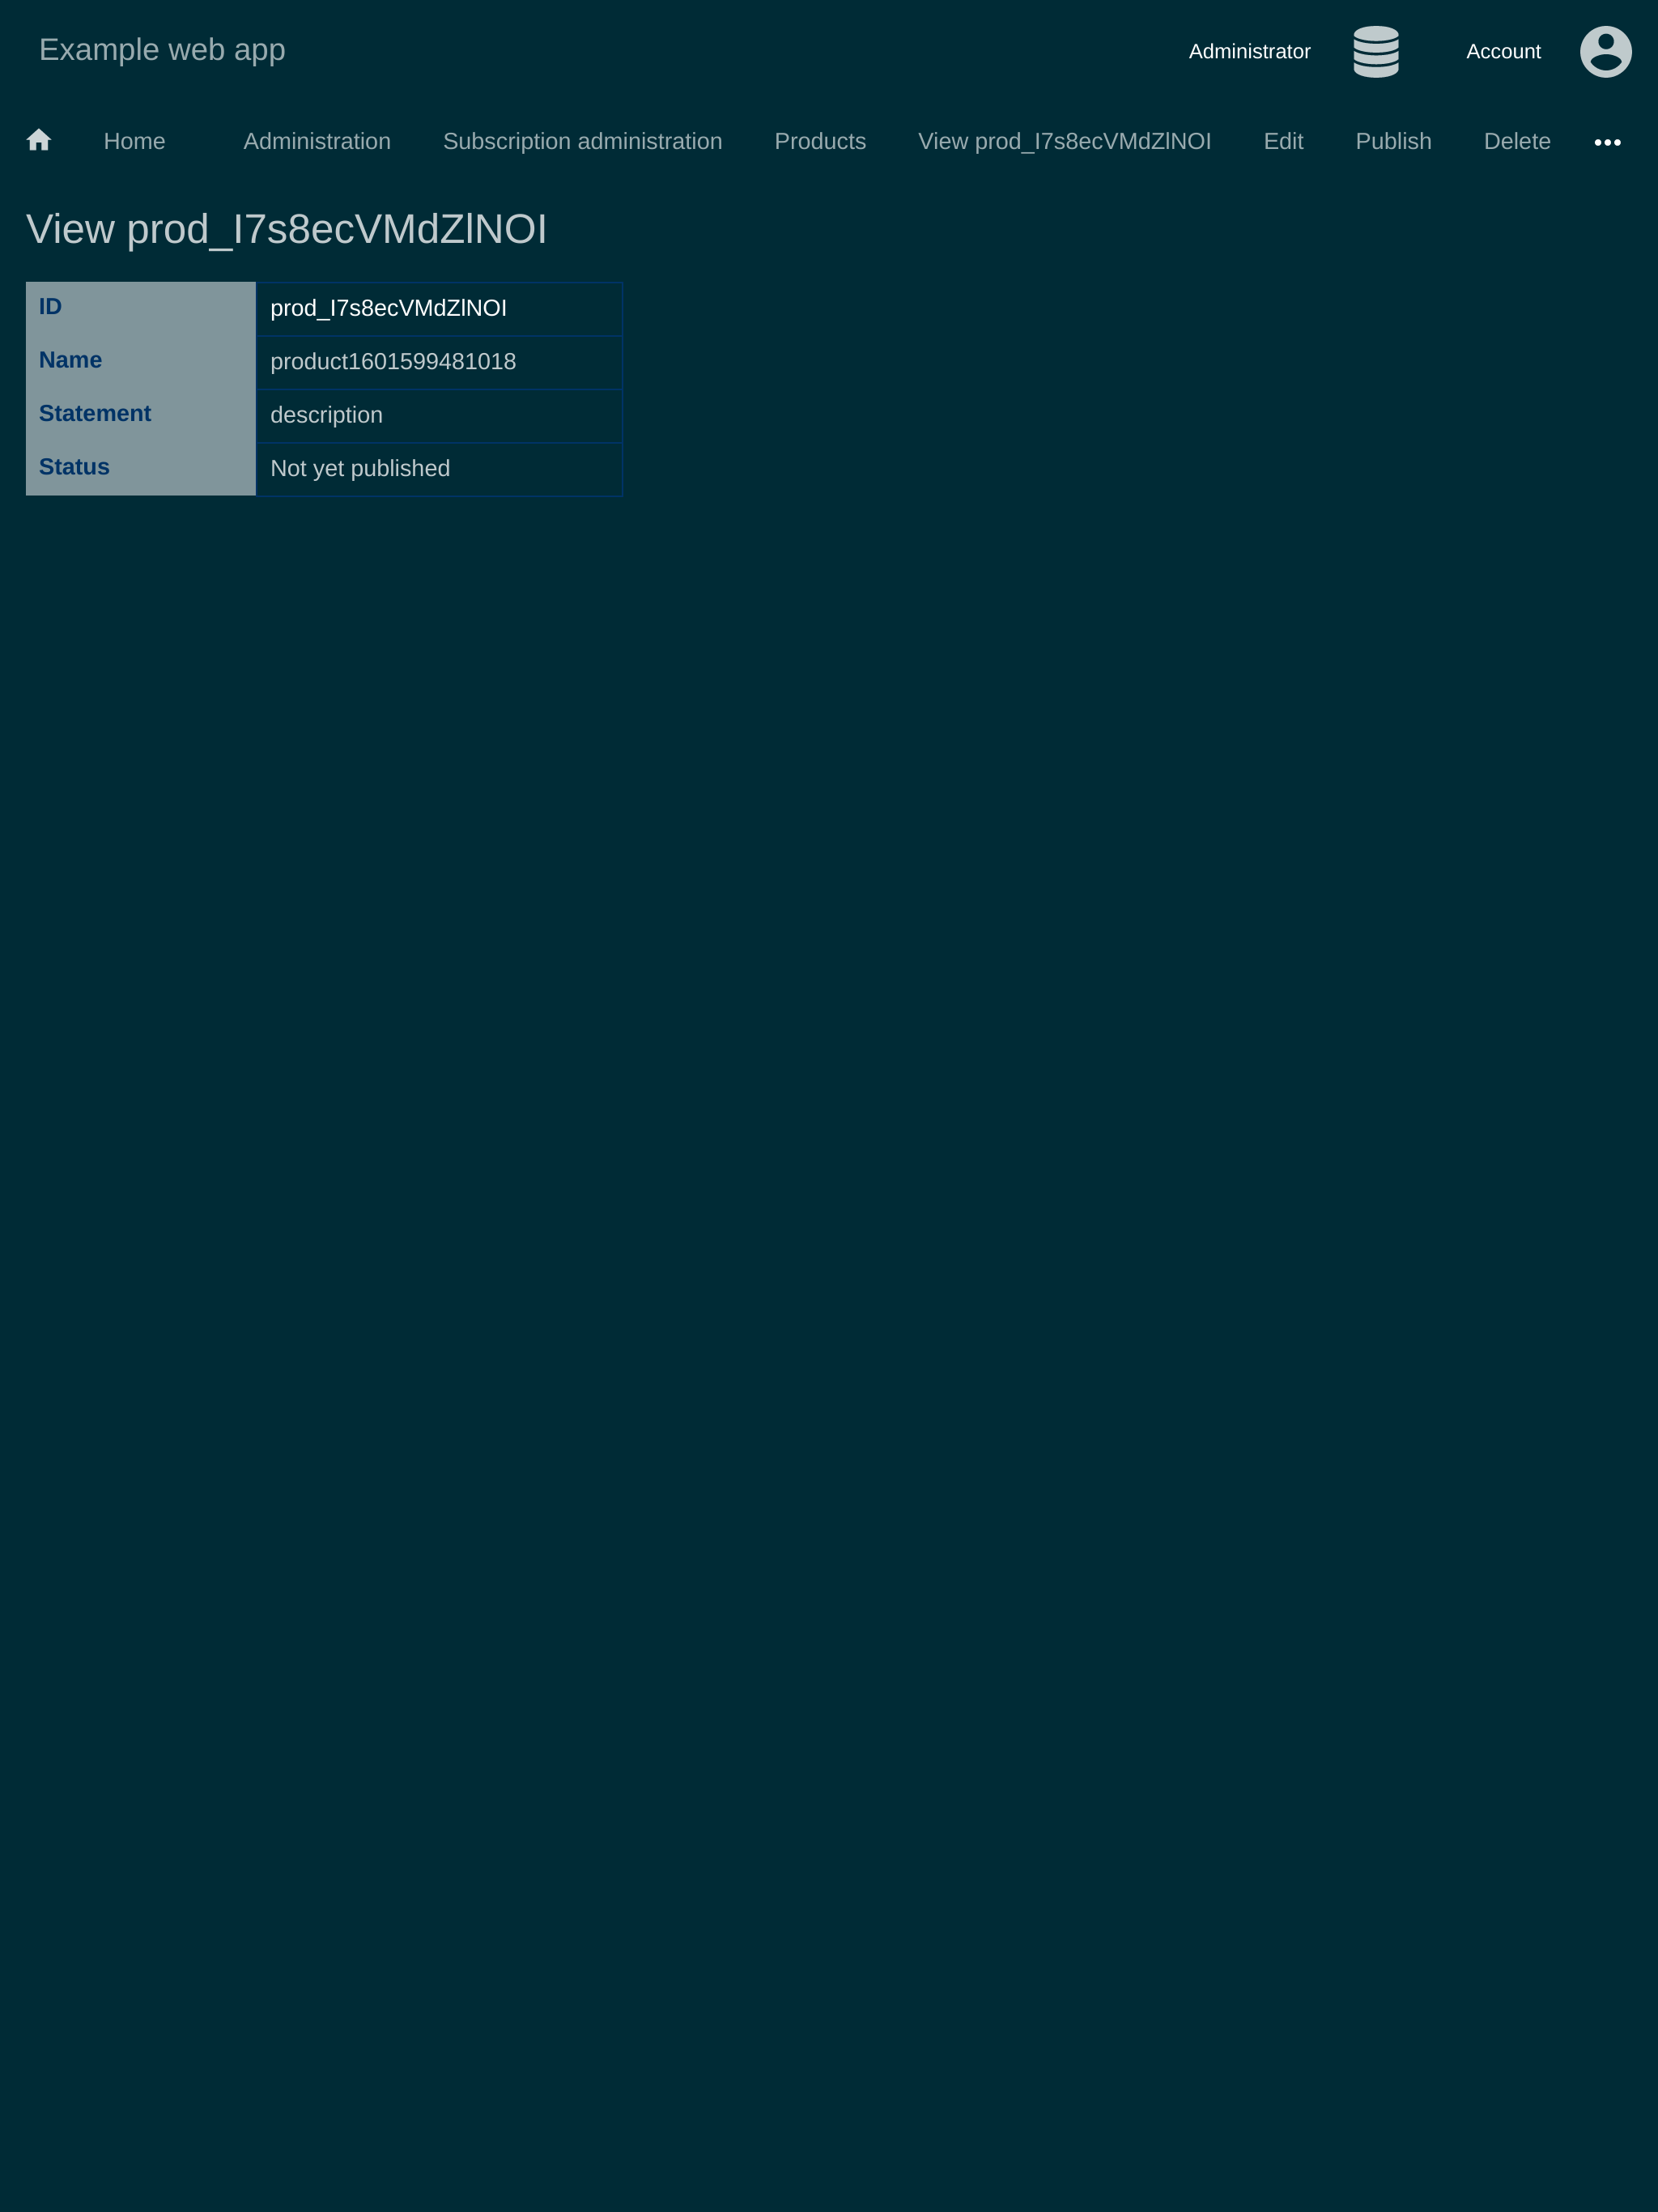 Example web app
Administrator
Account
Home Administration Subscription administration Products View prod_I7s8ecVMdZlNOI Edit Publish Delete
View prod_I7s8ecVMdZlNOI
ID prod_I7s8ecVMdZlNOI
Name product1601599481018
Statement description
Status Not yet published